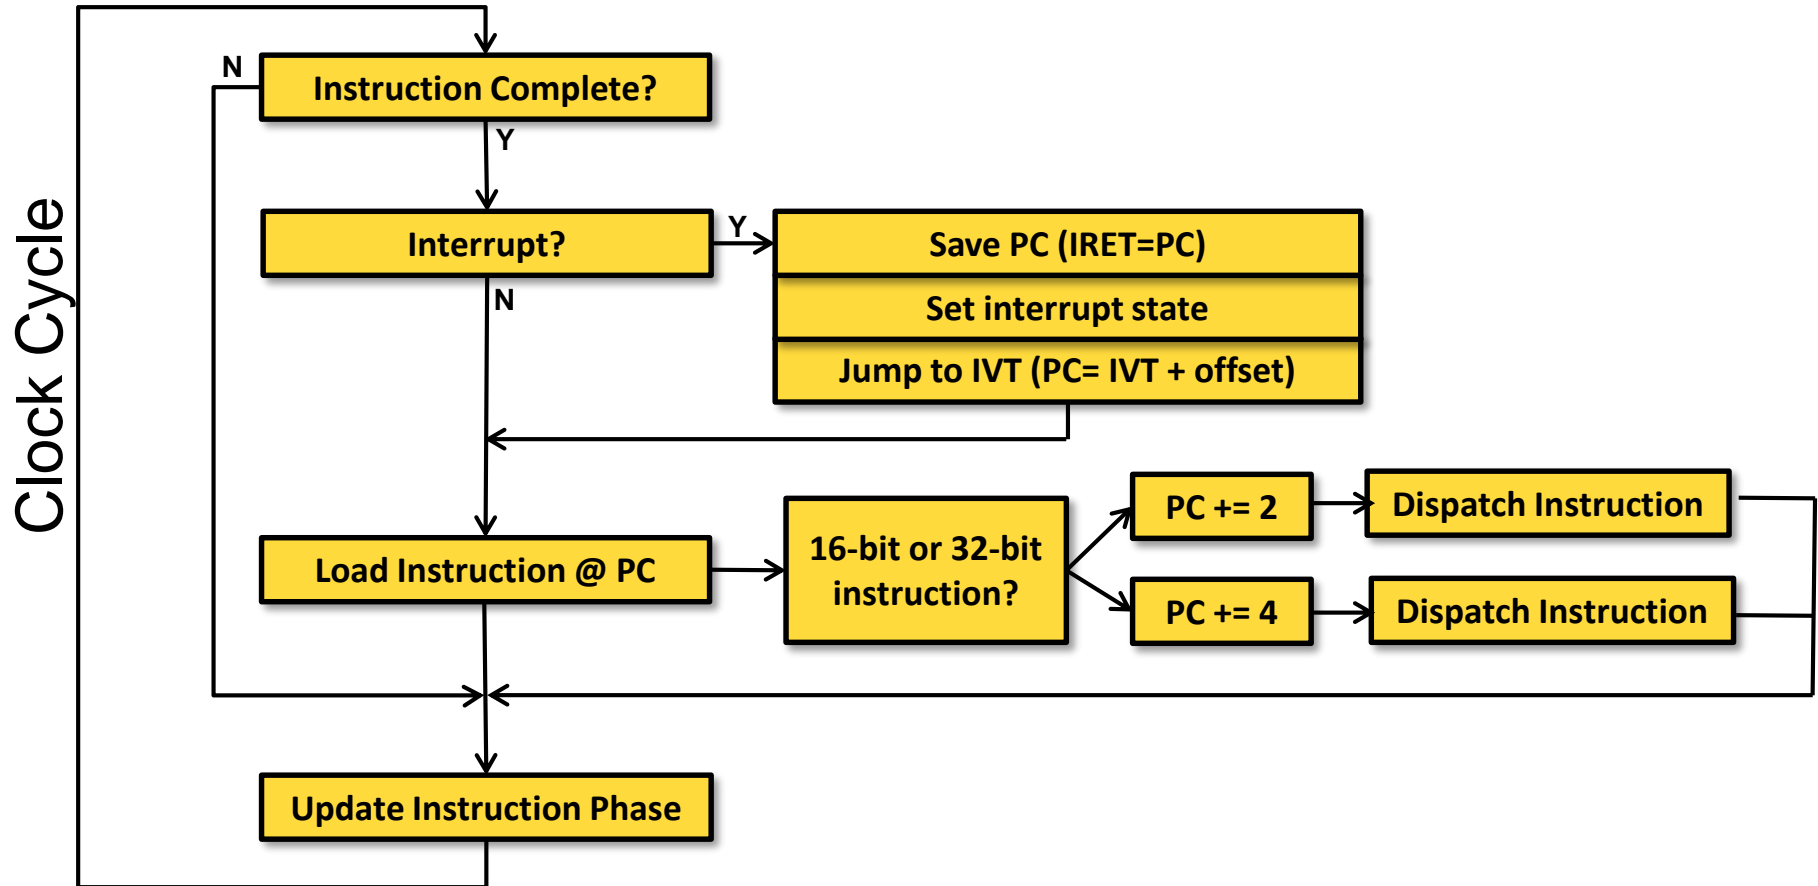 Clock Cycle
N
Instruction Complete?
Y
Interrupt?
Y
Save PC (IRET=PC)
Set interrupt state
Jump to IVT (PC= IVT + offset)
N
Load Instruction @ PC
16-bit or 32-bit
instruction?
PC += 2
Dispatch Instruction
PC += 4
Dispatch Instruction
Update Instruction Phase